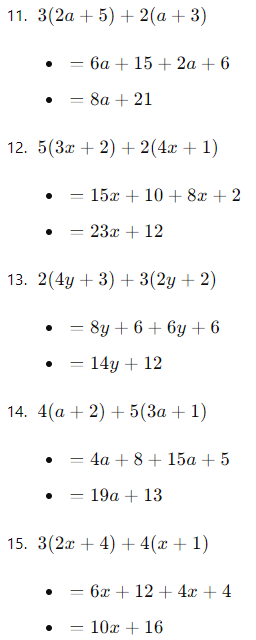 11. 3(2a + 5) + 2(a + 3)
• = 6a + 15 + 2a + 6
• = 8a + 21
12. 5(3x + 2) + 2(4x + 1)
• = 15x + 10 + 8x + 2
• = 23x + 12
13. 2(4y + 3) + 3(2y + 2)
• = 8y + 6 + 6y + 6
• = 14y + 12
14. 4(a + 2) + 5(3a + 1)
• = 4a + 8 + 15a + 5
• = 19a + 13
15. 3(2x + 4) + 4(x + 1)
• = 6x + 12 + 4x + 4
• = 10x + 16